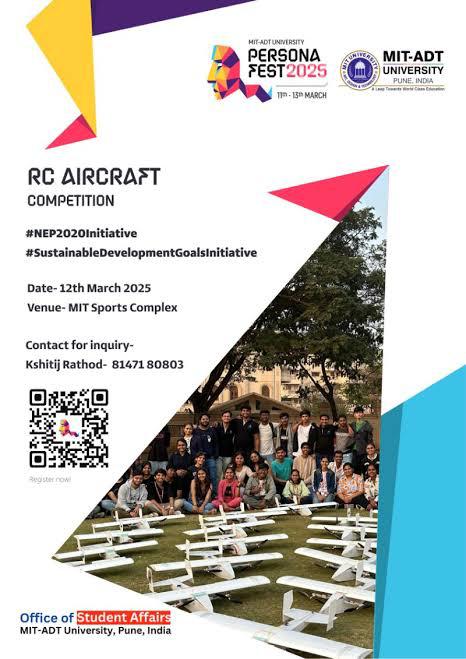 MIT-ADT UNIVERSITY
PERSONA
FEST 2025
11th - 13th MARCH
MIT-ADT
UNIVERSITY
PUNE, INDIA
A Leap Towards World Class Education
RC AIRCRAFT
COMPETITION
#NEP2020Initiative
#SustainableDevelopmentGoalsInitiative
Date- 12th March 2025
Venue- MIT Sports Complex
Contact for inquiry-
Kshitij Rathod- 81471 80803
Register now!
Office of Student Affairs
MIT-ADT University, Pune, India